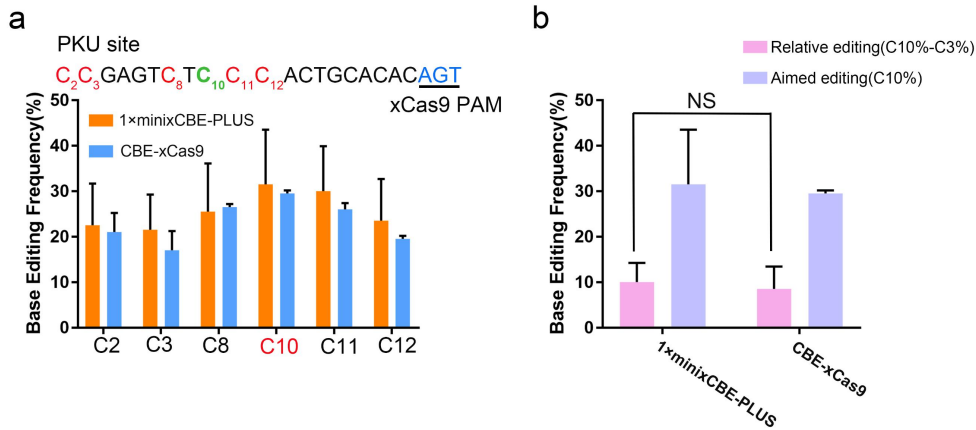 a
PKU site
C2C3GAGTC8TC10C11C12ACTGCACACAGT
xCas9 PAM
Base Editing Frequency(%)
50
40
30
20
10
0
1×minixCBE-PLUS
CBE-xCas9
C2 C3 C8 C10 C11 C12
b
Relative editing(C10%-C3%)
Aimed editing(C10%)
Base Editing Frequency(%)
50
40
30
20
10
0
NS
1×minixCBE-PLUS
CBE-xCas9